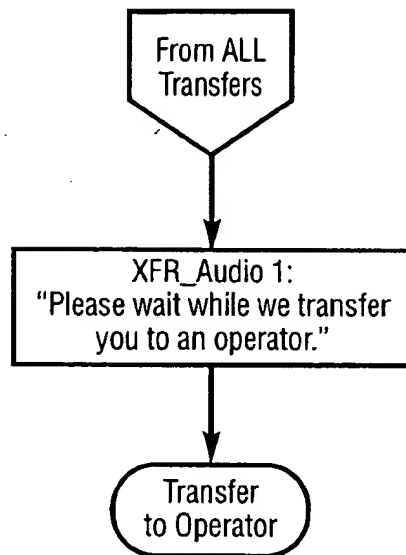 From ALL
Transfers
XFR_Audio 1:
“Please wait while we transfer
you to an operator.”
Transfer
to Operator